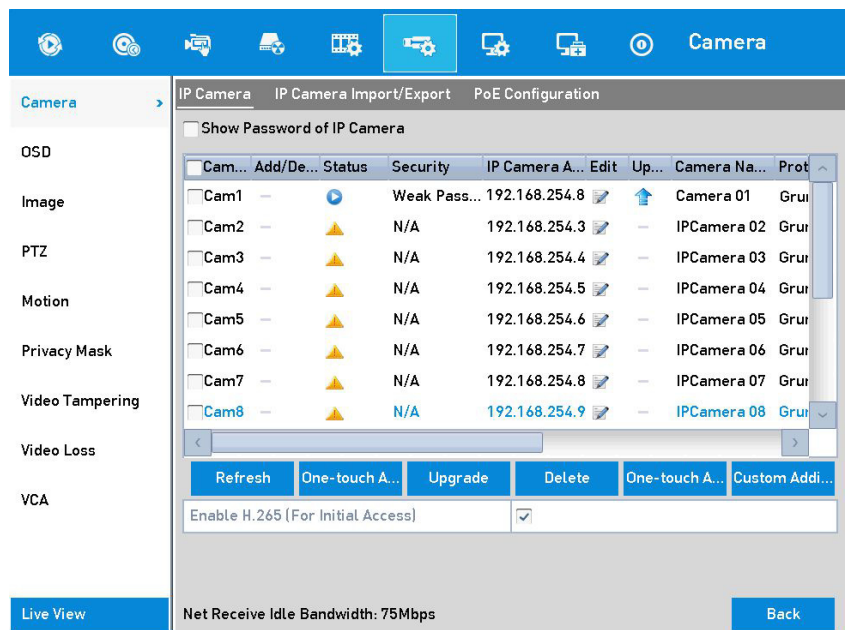 Camera
Camera
OSD
Image
PTZ
Motion
Privacy Mask
Video Tampering
Video Loss
VCA
Live View
IP Camera IP Camera Import/Export PoE Configuration
Show Password of IP Camera
Cam... Add/De... Status Security IP Camera A... Edit Up... Camera Na... Prot
Cam1 — Weak Pass... 192.168.254.8 Camera 01 Grun
Cam2 — N/A 192.168.254.3 — IPCamera 02 Grun
Cam3 — N/A 192.168.254.4 — IPCamera 03 Grun
Cam4 — N/A 192.168.254.5 — IPCamera 04 Grun
Cam5 — N/A 192.168.254.6 — IPCamera 05 Grun
Cam6 — N/A 192.168.254.7 — IPCamera 06 Grun
Cam7 — N/A 192.168.254.8 — IPCamera 07 Grun
Cam8 — N/A 192.168.254.9 — IPCamera 08 Grun
Refresh One-touch A... Upgrade Delete One-touch A... Custom Addi...
Enable H.265 (For Initial Access)
Net Receive Idle Bandwidth: 75Mbps
Back